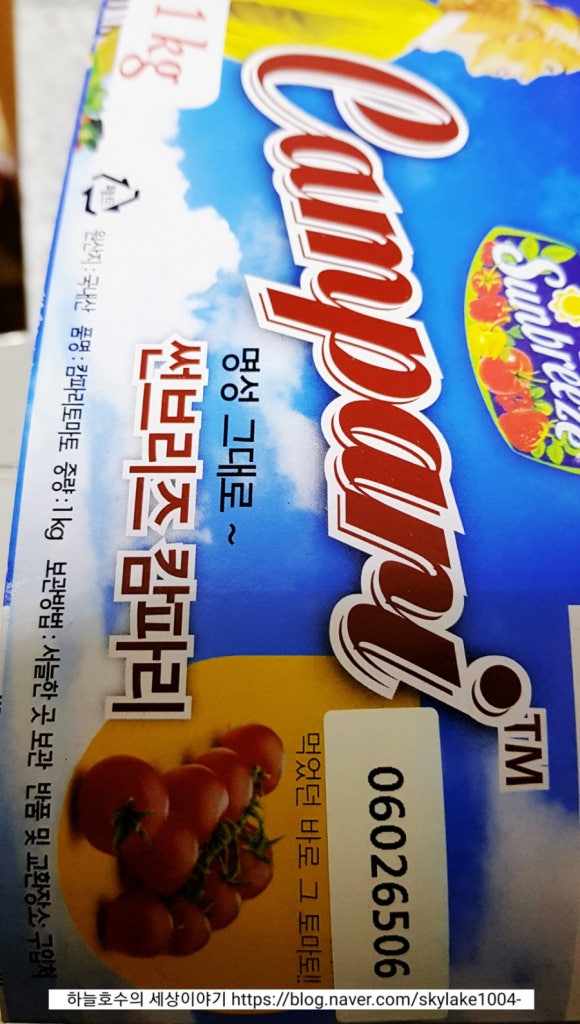 1kg
Campari TM
Sunbreeze
명성 그대로 ~
썬브리즈 캄파리
페트
원산지 : 국내산 품명 : 캄파리토마토 중량 : 1kg 보관방법 : 서늘한 곳 보관 반품 및 교환장소 : 구입처
먹었던 바로 그 토마토!!
06026506
하늘호수의 세상이야기 https://blog.naver.com/skylake1004-